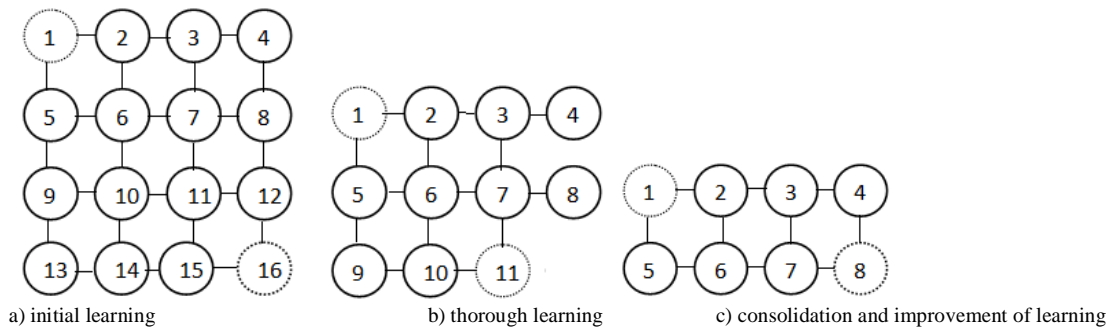 1 2 3 4
5 6 7 8
9 10 11 12
13 14 15 16
1 2 3 4
5 6 7 8
9 10 11
1 2 3 4
5 6 7 8
a) initial learning
b) thorough learning
c) consolidation and improvement of learning